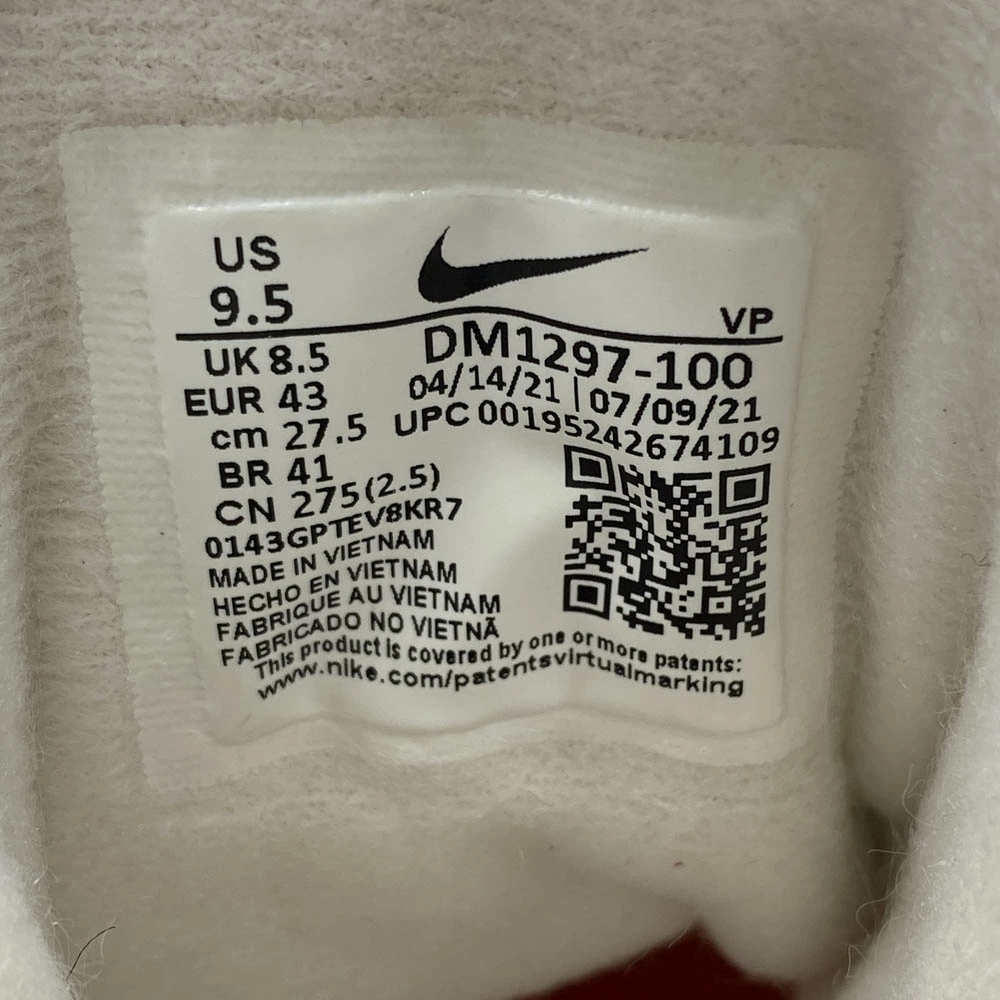 US
9.5
VP
UK 8.5
DM1297-100
EUR 43
04/14/21 | 07/09/21
cm 27.5
UPC 00195242674109
BR 41
CN 275(2.5)
0143GPTEV8KR7
MADE IN VIETNAM
HECHO EN VIETNAM
FABRIQUE AU VIETNAM
FABRICADO NO VIETNÃ
This product is covered by one or more patents:
www.nike.com/patentsvirtualmarking